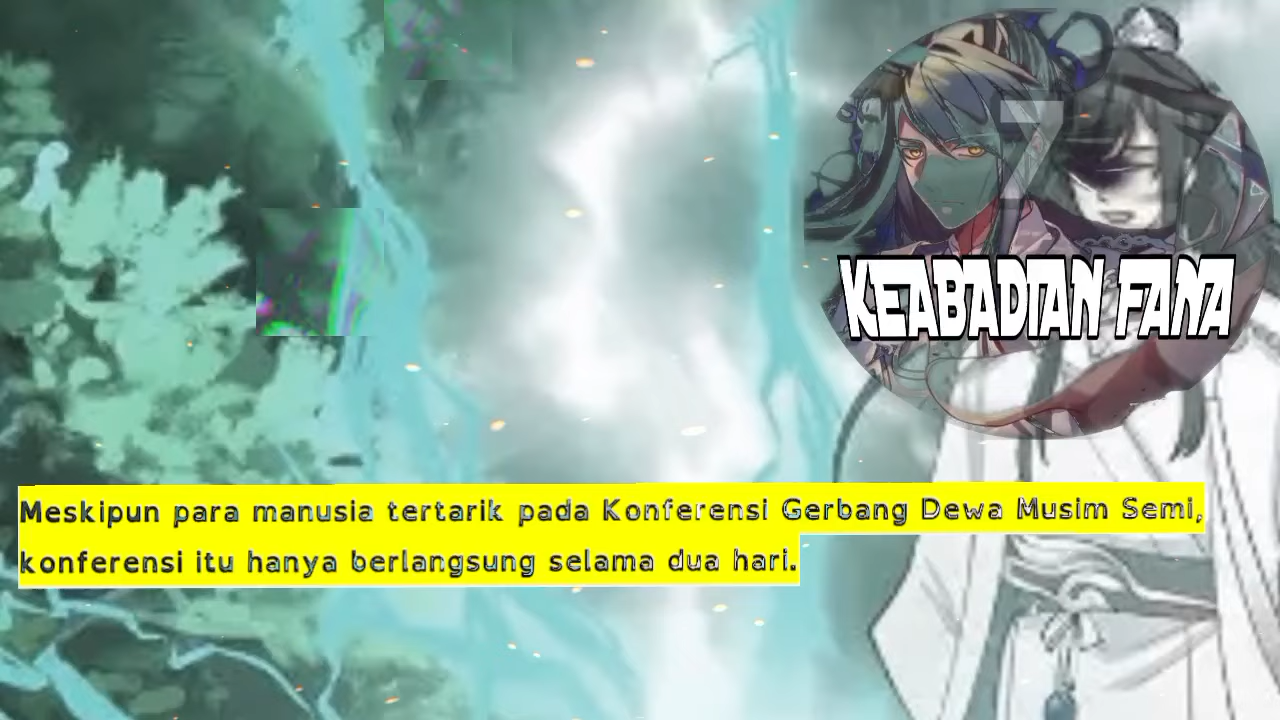 7
KEABADIAN FANA
Meskipun para manusia tertarik pada Konferensi Gerbang Dewa Musim Semi,
konferensi itu hanya berlangsung selama dua hari.